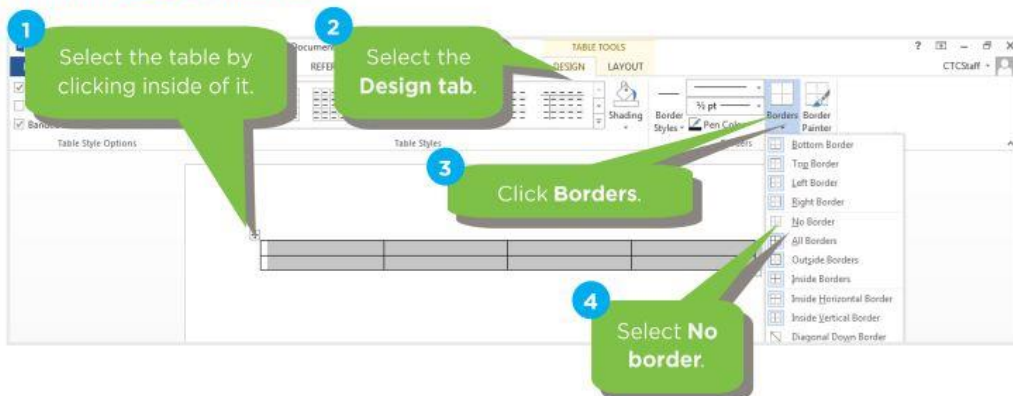 1
Select the table by
clicking inside of it.
2
Select the
Design tab.
Document
TABLE TOOLS
REFER
DESIGN
LAYOUT
CTCStaff
Shading
Border
Styles
½ pt
Pen Color
Borders
Border
Painter
Table Style Options
Table Styles
Borders
3
Click Borders.
Bottom Border
Top Border
Left Border
Right Border
No Border
All Borders
Outside Borders
Inside Borders
Inside Horizontal Border
Inside Vertical Border
Diagonal Down Border
4
Select No
border.